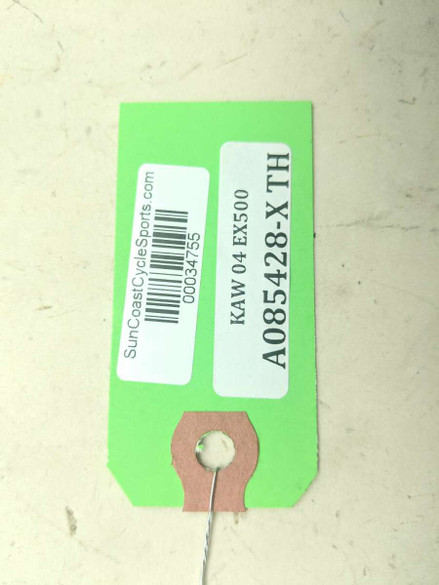 SunCoastCycleSports.com
00034755
KAW 04 EX500
A085428-X TH